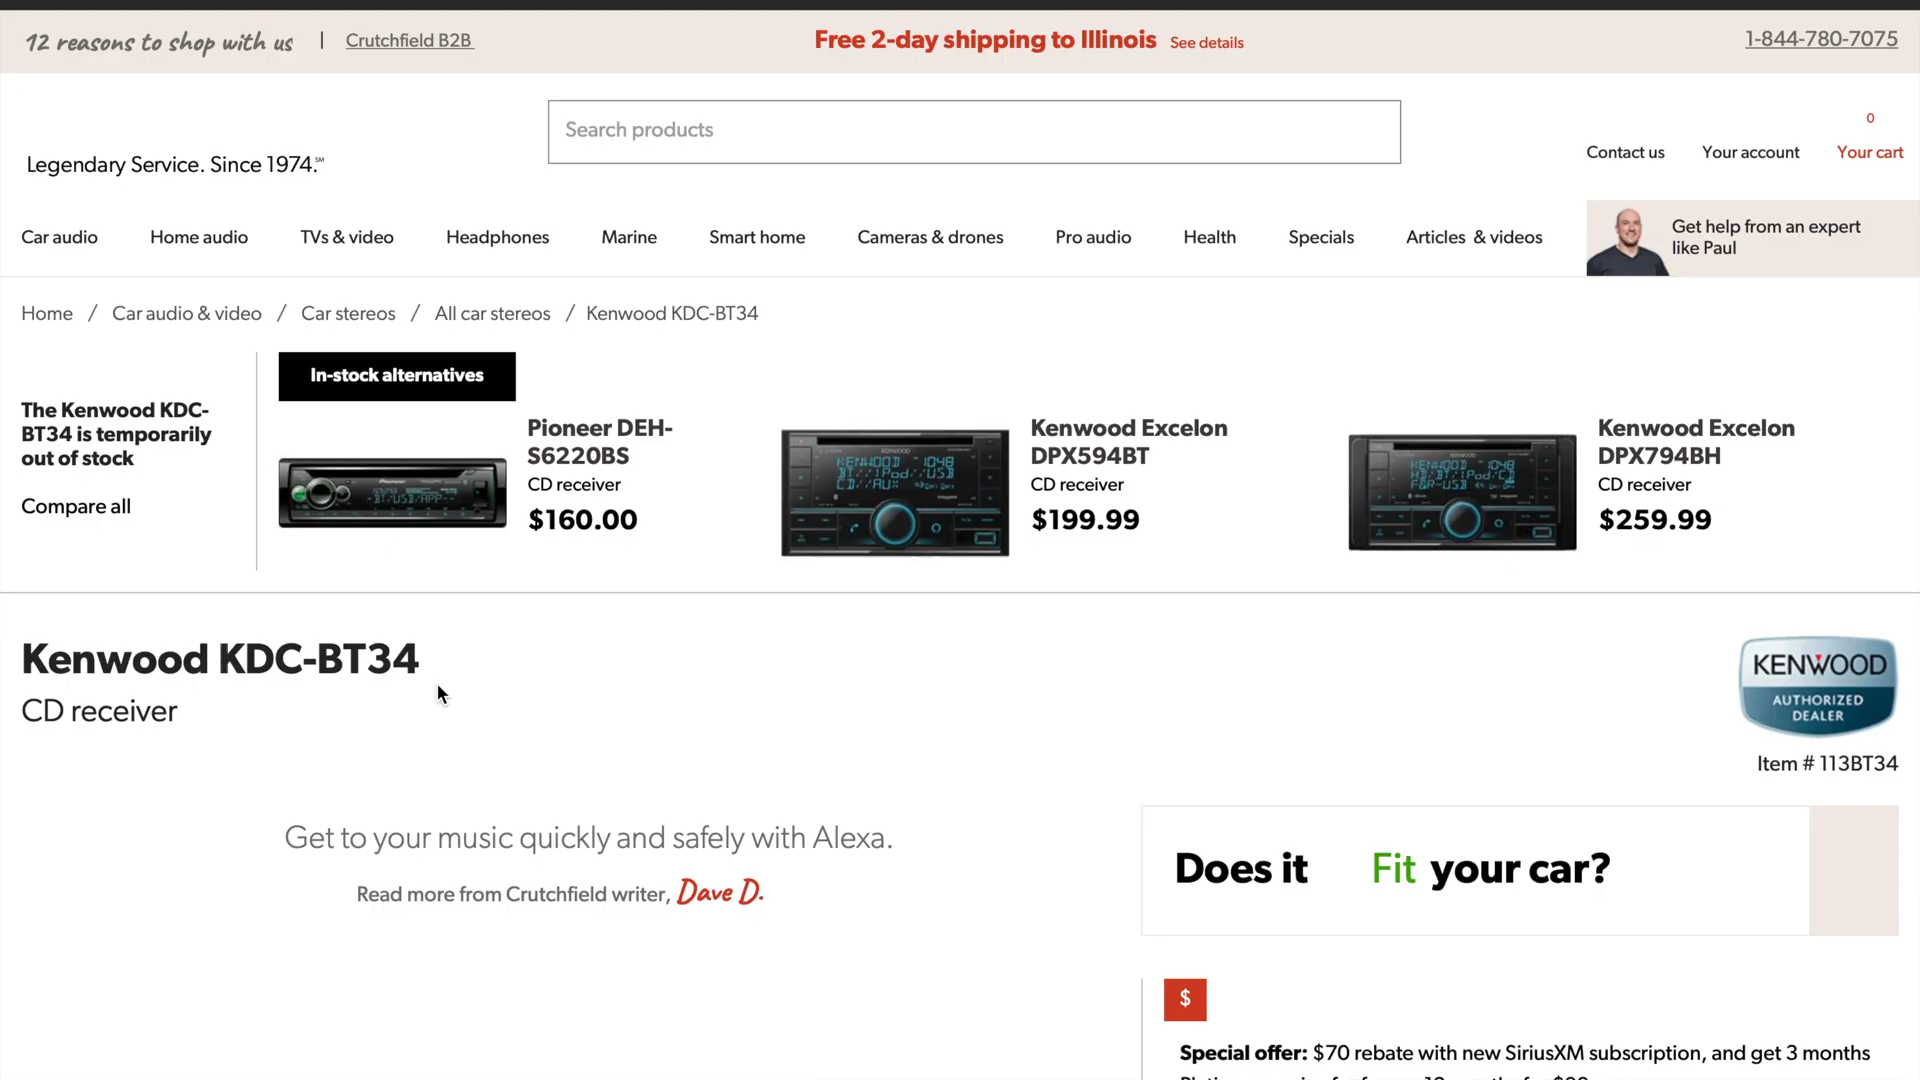 12 reasons to shop with us | Crutchfield B2B
Free 2-day shipping to Illinois See details
1-844-780-7075
Search products
Legendary Service. Since 1974.℠
0
Contact us
Your account
Your cart
Car audio
Home audio
TVs & video
Headphones
Marine
Smart home
Cameras & drones
Pro audio
Health
Specials
Articles & videos
Get help from an expert
like Paul
Home / Car audio & video / Car stereos / All car stereos / Kenwood KDC-BT34
The Kenwood KDC-
BT34 is temporarily
out of stock
Compare all
In-stock alternatives
Pioneer DEH-
S6220BS
CD receiver
$160.00
Kenwood Excelon
DPX594BT
CD receiver
$199.99
Kenwood Excelon
DPX794BH
CD receiver
$259.99
Kenwood KDC-BT34
CD receiver
KENWOOD
AUTHORIZED
DEALER
Item # 113BT34
Get to your music quickly and safely with Alexa.
Read more from Crutchfield writer, Dave D.
Does it Fit your car?
$
Special offer: $70 rebate with new SiriusXM subscription, and get 3 months